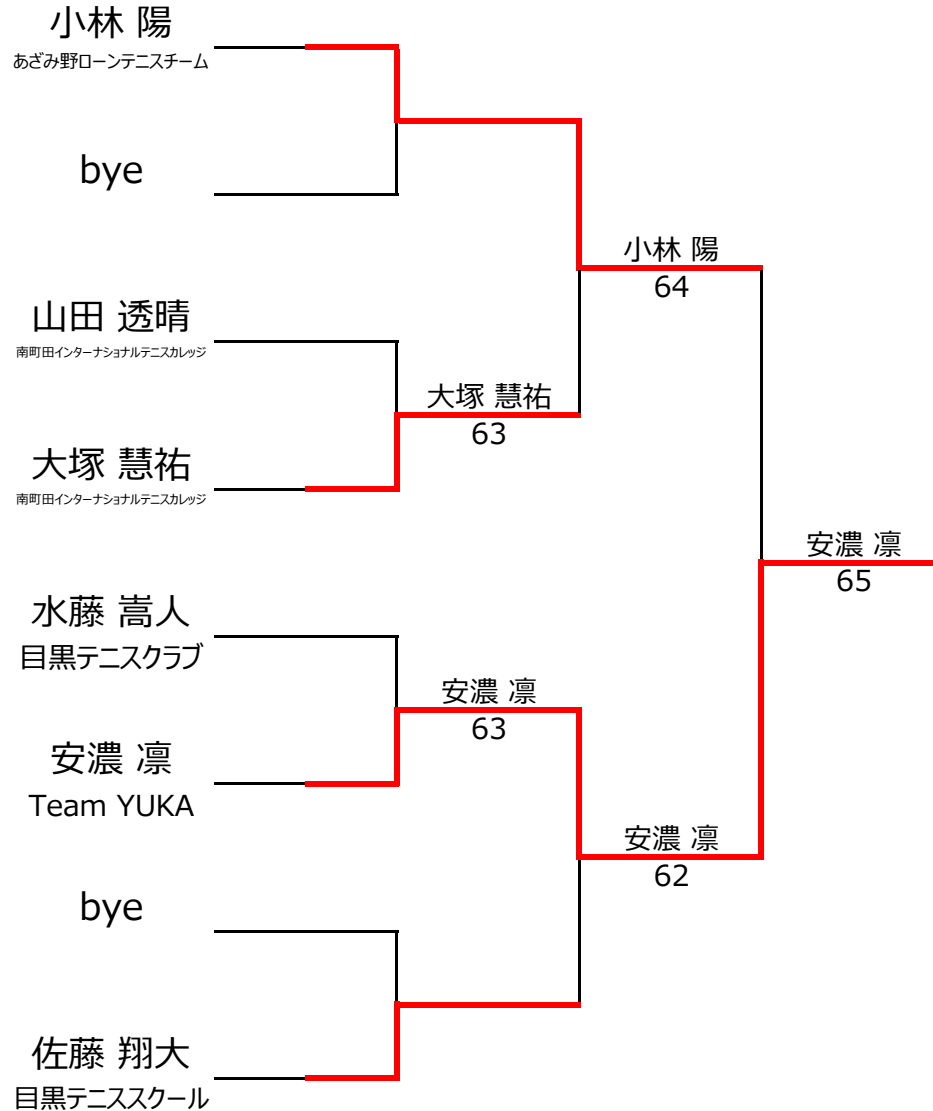 小林 陽
あざみ野ローンテニスチーム
bye
小林 陽
64
山田 透晴
南町田インターナショナルテニスカレッジ
大塚 慧祐
63
大塚 慧祐
南町田インターナショナルテニスカレッジ
安濃 凛
65
水藤 嵩人
目黒テニスクラブ
安濃 凛
63
安濃 凛
Team YUKA
安濃 凛
62
bye
佐藤 翔大
目黒テニススクール